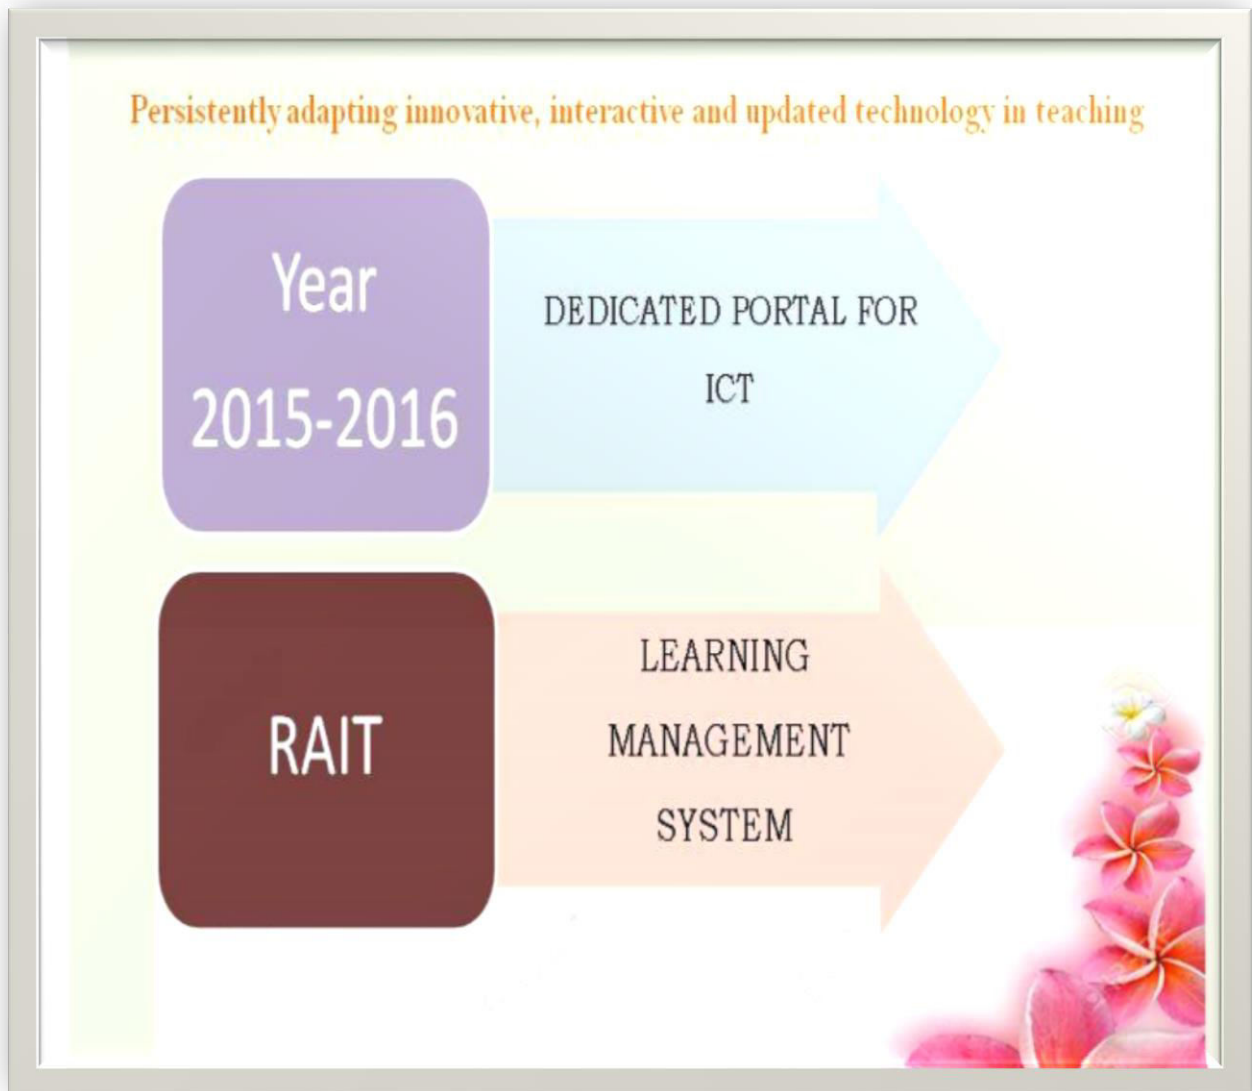 Persistently adapting innovative, interactive and updated technology in teaching
Year
2015-2016
DEDICATED PORTAL FOR
ICT
RAIT
LEARNING
MANAGEMENT
SYSTEM